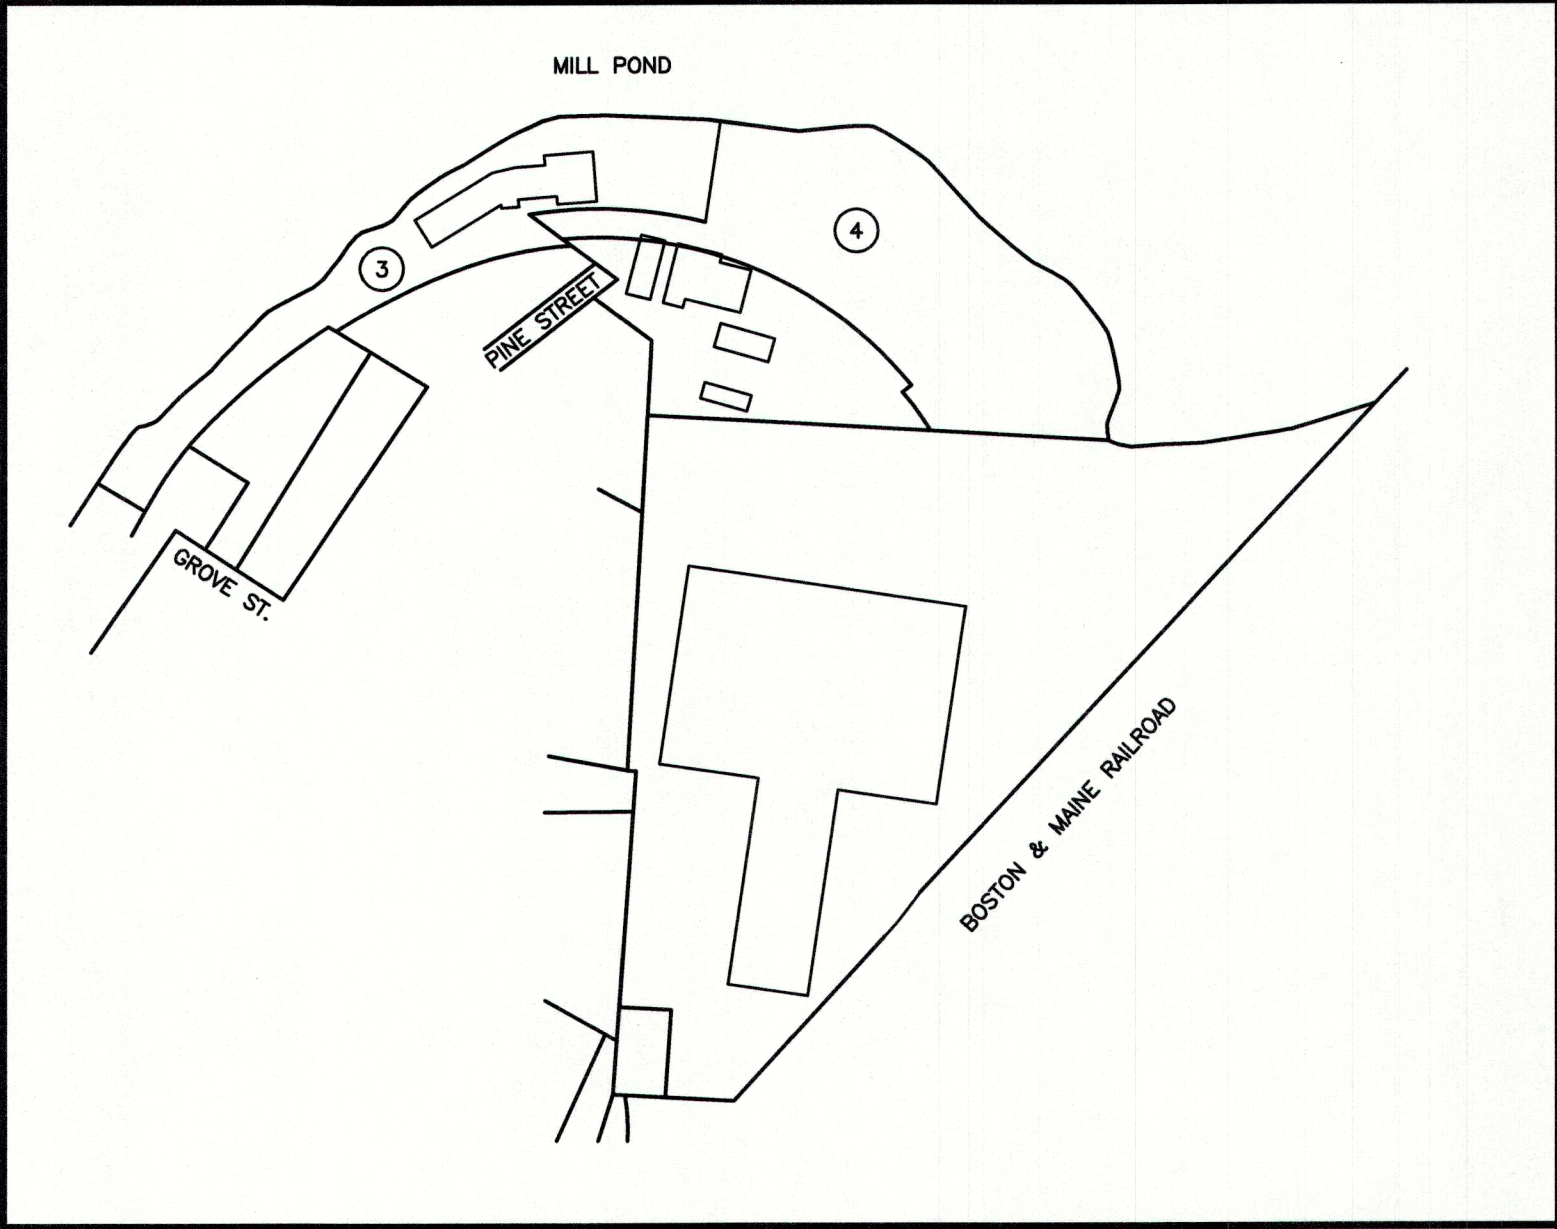 MILL POND
4
3
PINE STREET
GROVE ST.
BOSTON & MAINE RAILROAD